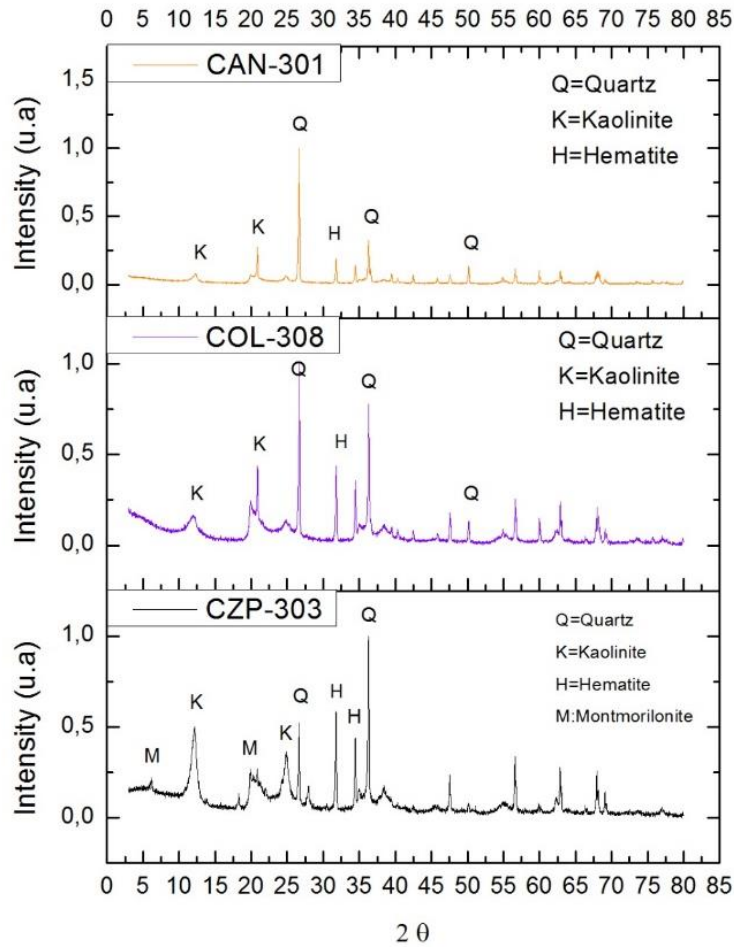 0 5 10 15 20 25 30 35 40 45 50 55 60 65 70 75 80 85
CAN-301
Q=Quartz
K=Kaolinite
H=Hematite
Intensity (u.a)
1,5
1,0
0,5
0,0
K
K
Q
H
Q
Q
COL-308
Q=Quartz
K=Kaolinite
H=Hematite
Intensity (u.a)
1,0
0,5
0,0
K
K
Q
H
Q
Q
CZP-303
Q=Quartz
K=Kaolinite
H=Hematite
M:Montmorilonite
Intensity (u.a)
1,0
0,5
0,0
M
K
M
K
Q
H
H
Q
0 5 10 15 20 25 30 35 40 45 50 55 60 65 70 75 80 85
2 θ